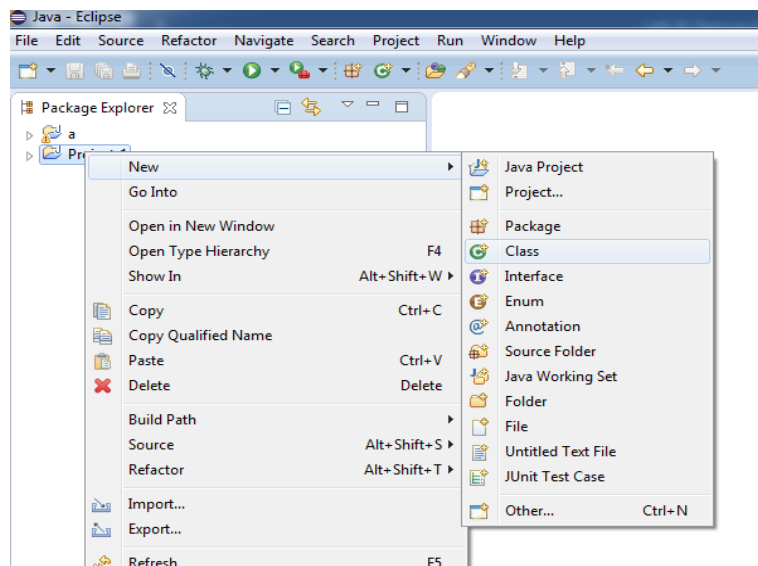 Java - Eclipse
File Edit Source Refactor Navigate Search Project Run Window Help
Package Explorer
a
New
Go Into
Open in New Window
Open Type Hierarchy F4
Show In Alt+Shift+W
Copy Ctrl+C
Copy Qualified Name
Paste Ctrl+V
Delete Delete
Build Path
Source Alt+Shift+S
Refactor Alt+Shift+T
Import...
Export...
Refresh F5
Java Project
Project...
Package
Class
Interface
Enum
Annotation
Source Folder
Java Working Set
Folder
File
Untitled Text File
JUnit Test Case
Other... Ctrl+N